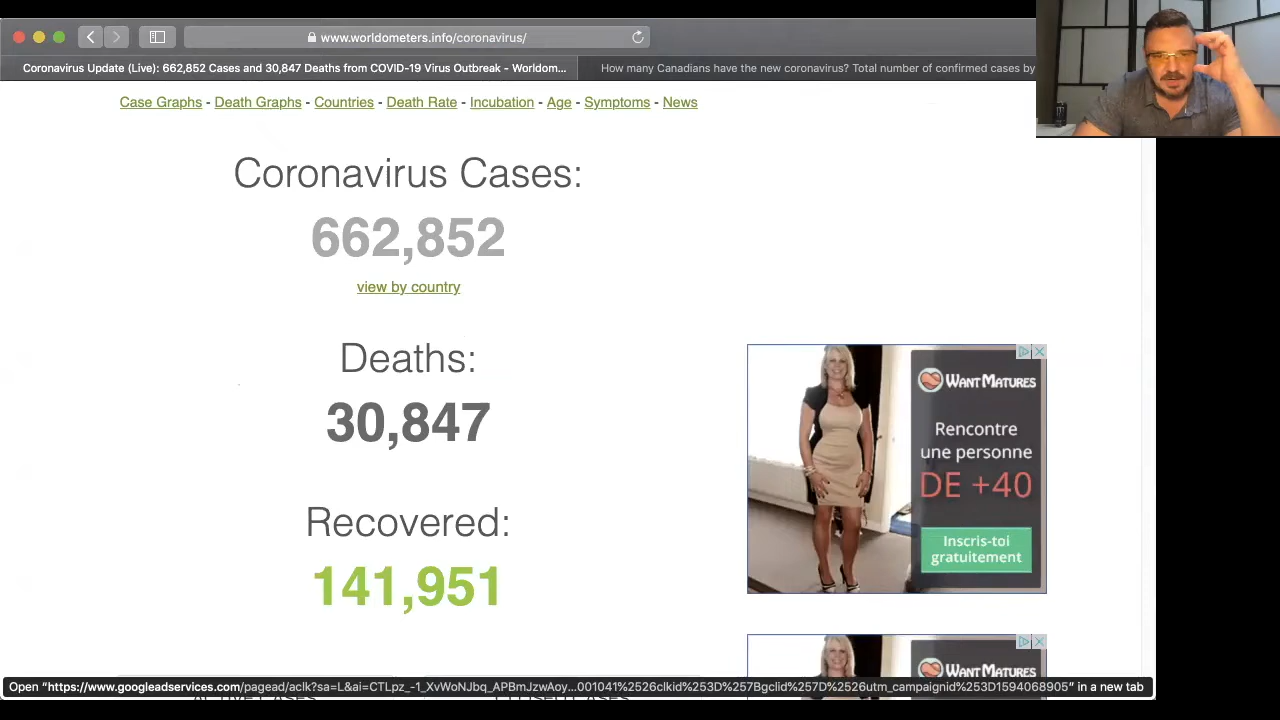 www.worldometers.info/coronavirus/
Coronavirus Update (Live): 662,852 Cases and 30,847 Deaths from COVID-19 Virus Outbreak - Worldom...
How many Canadians have the new coronavirus? Total number of confirmed cases by
Case Graphs - Death Graphs - Countries - Death Rate - Incubation - Age - Symptoms - News
Coronavirus Cases:
662,852
view by country
Deaths:
30,847
Recovered:
141,951
WANTMATURES
Rencontre
une personne
DE +40
Inscris-toi
gratuitement
WANTMATURES
Open “https://www.googleadservices.com/pagead/aclk?sa=L&ai=CTLpz_-1_XvWoNJbq_APBmJzwAoy...001041%2526clkid%253D%257Bgclid%257D%2526utm_campaignid%253D1594068905” in a new tab